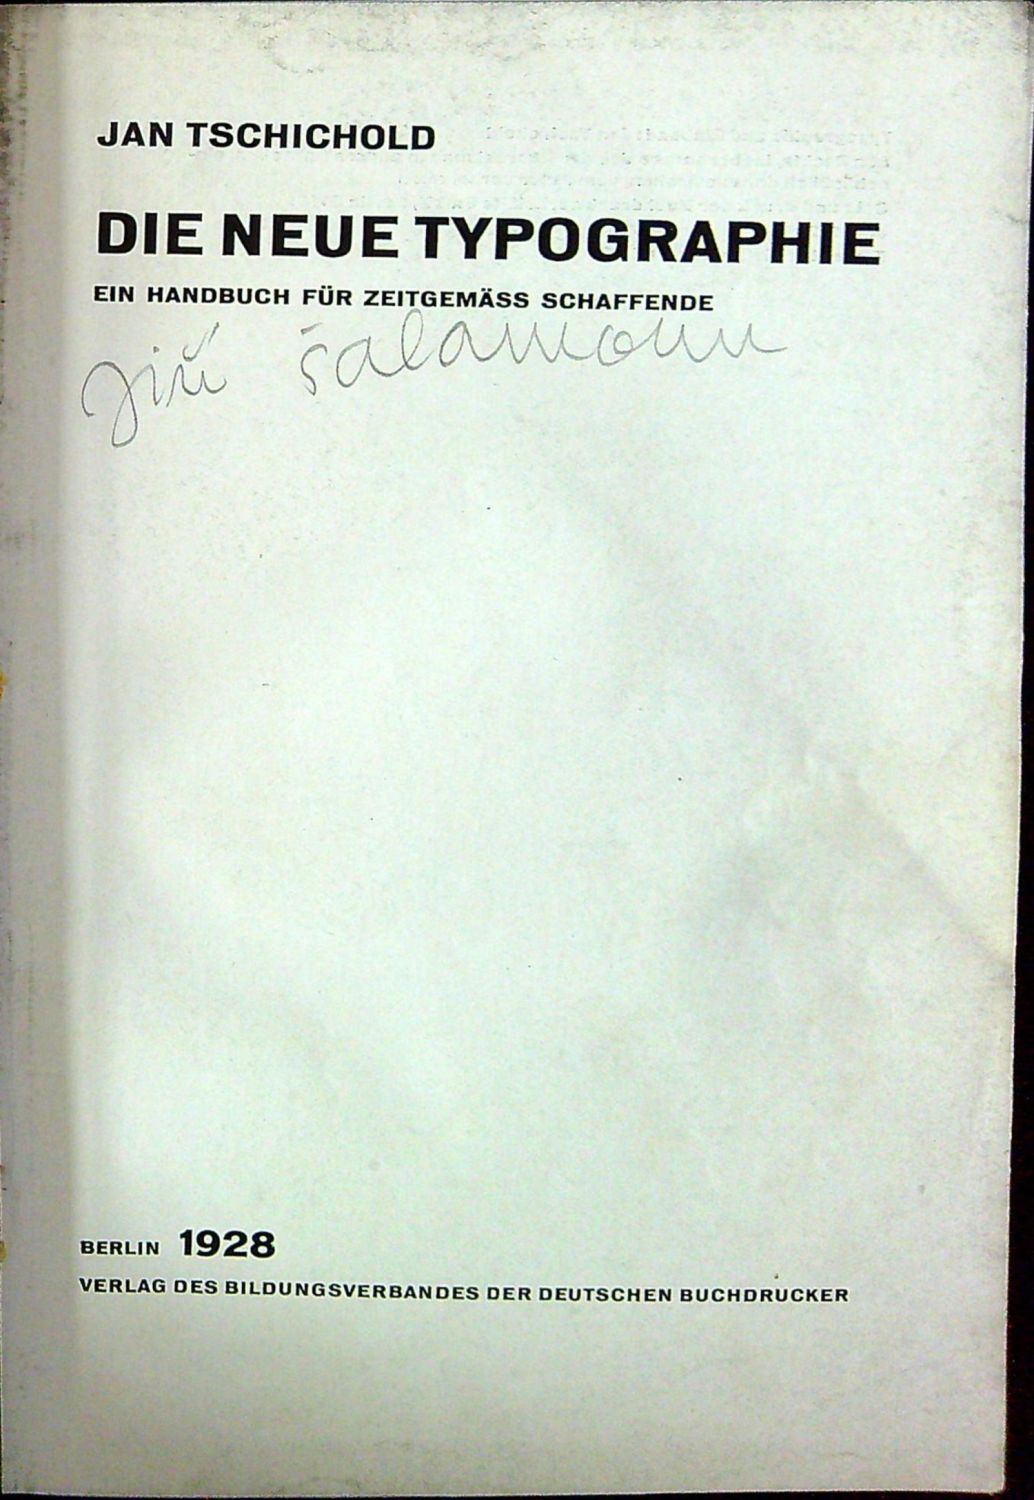 JAN TSCHICHOLD
DIE NEUE TYPOGRAPHIE
EIN HANDBUCH FÜR ZEITGEMÄSS SCHAFFENDE
Jiří Šalamoun
BERLIN 1928
VERLAG DES BILDUNGSVERBANDES DER DEUTSCHEN BUCHDRUCKER